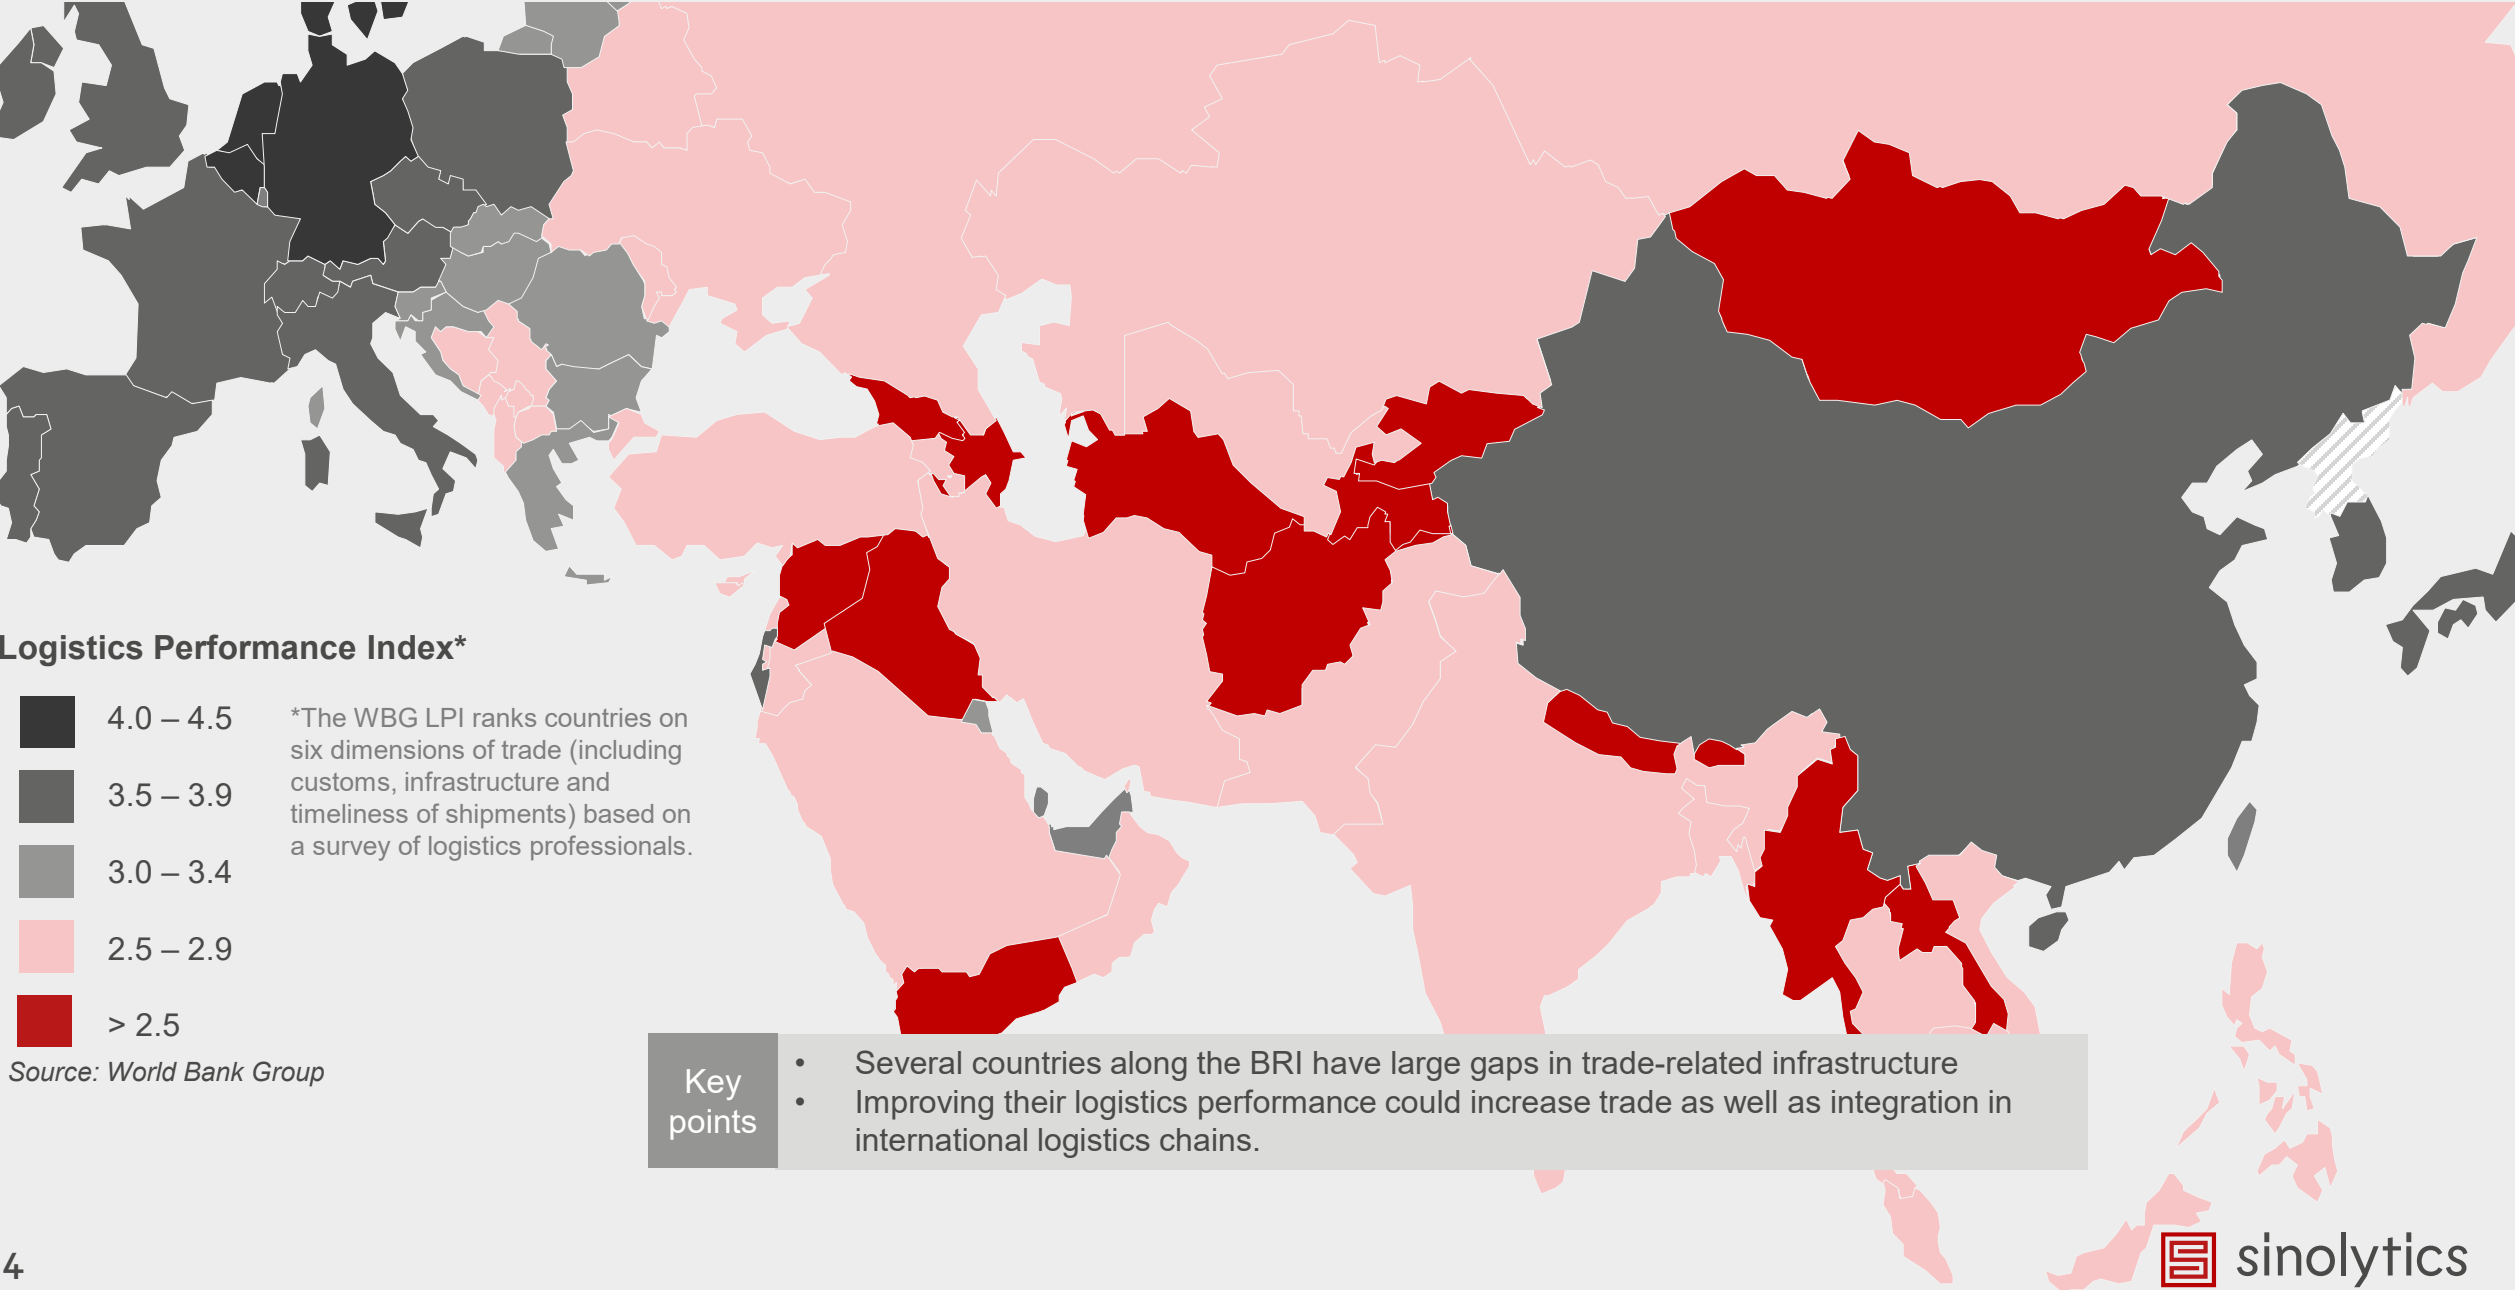 Logistics Performance Index*
4.0 – 4.5
3.5 – 3.9
3.0 – 3.4
2.5 – 2.9
> 2.5
*The WBG LPI ranks countries on
six dimensions of trade (including
customs, infrastructure and
timeliness of shipments) based on
a survey of logistics professionals.
Source: World Bank Group
Key
points
• Several countries along the BRI have large gaps in trade-related infrastructure
• Improving their logistics performance could increase trade as well as integration in
international logistics chains.
4
sinolytics